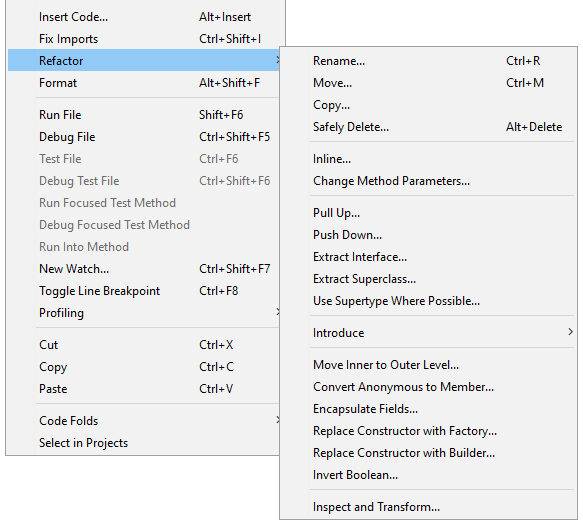 Insert Code... Alt+Insert
Fix Imports Ctrl+Shift+I
Refactor
Format Alt+Shift+F
Run File Shift+F6
Debug File Ctrl+Shift+F5
Test File Ctrl+F6
Debug Test File Ctrl+Shift+F6
Run Focused Test Method
Debug Focused Test Method
Run Into Method
New Watch... Ctrl+Shift+F7
Toggle Line Breakpoint Ctrl+F8
Profiling
Cut Ctrl+X
Copy Ctrl+C
Paste Ctrl+V
Code Folds
Select in Projects
Rename... Ctrl+R
Move... Ctrl+M
Copy...
Safely Delete... Alt+Delete
Inline...
Change Method Parameters...
Pull Up...
Push Down...
Extract Interface...
Extract Superclass...
Use Supertype Where Possible...
Introduce
Move Inner to Outer Level...
Convert Anonymous to Member...
Encapsulate Fields...
Replace Constructor with Factory...
Replace Constructor with Builder...
Invert Boolean...
Inspect and Transform...